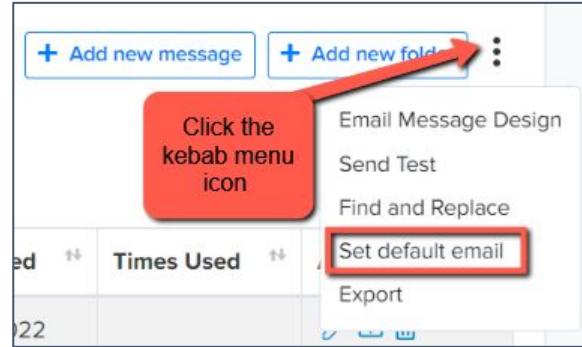 + Add new message + Add new folde
Click the
kebab menu
icon
Email Message Design
Send Test
Find and Replace
Set default email
Export
ed Times Used
022